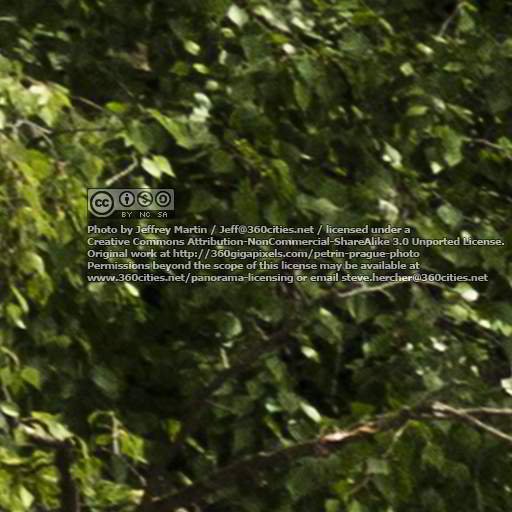 cc
BY NC SA
Photo by Jeffrey Martin / Jeff@360cities.net / licensed under a
Creative Commons Attribution-NonCommercial-ShareAlike 3.0 Unported License.
Original work at http://360gigapixels.com/petrin-prague-photo
Permissions beyond the scope of this license may be available at
www.360cities.net/panorama-licensing or email steve.hercher@360cities.net